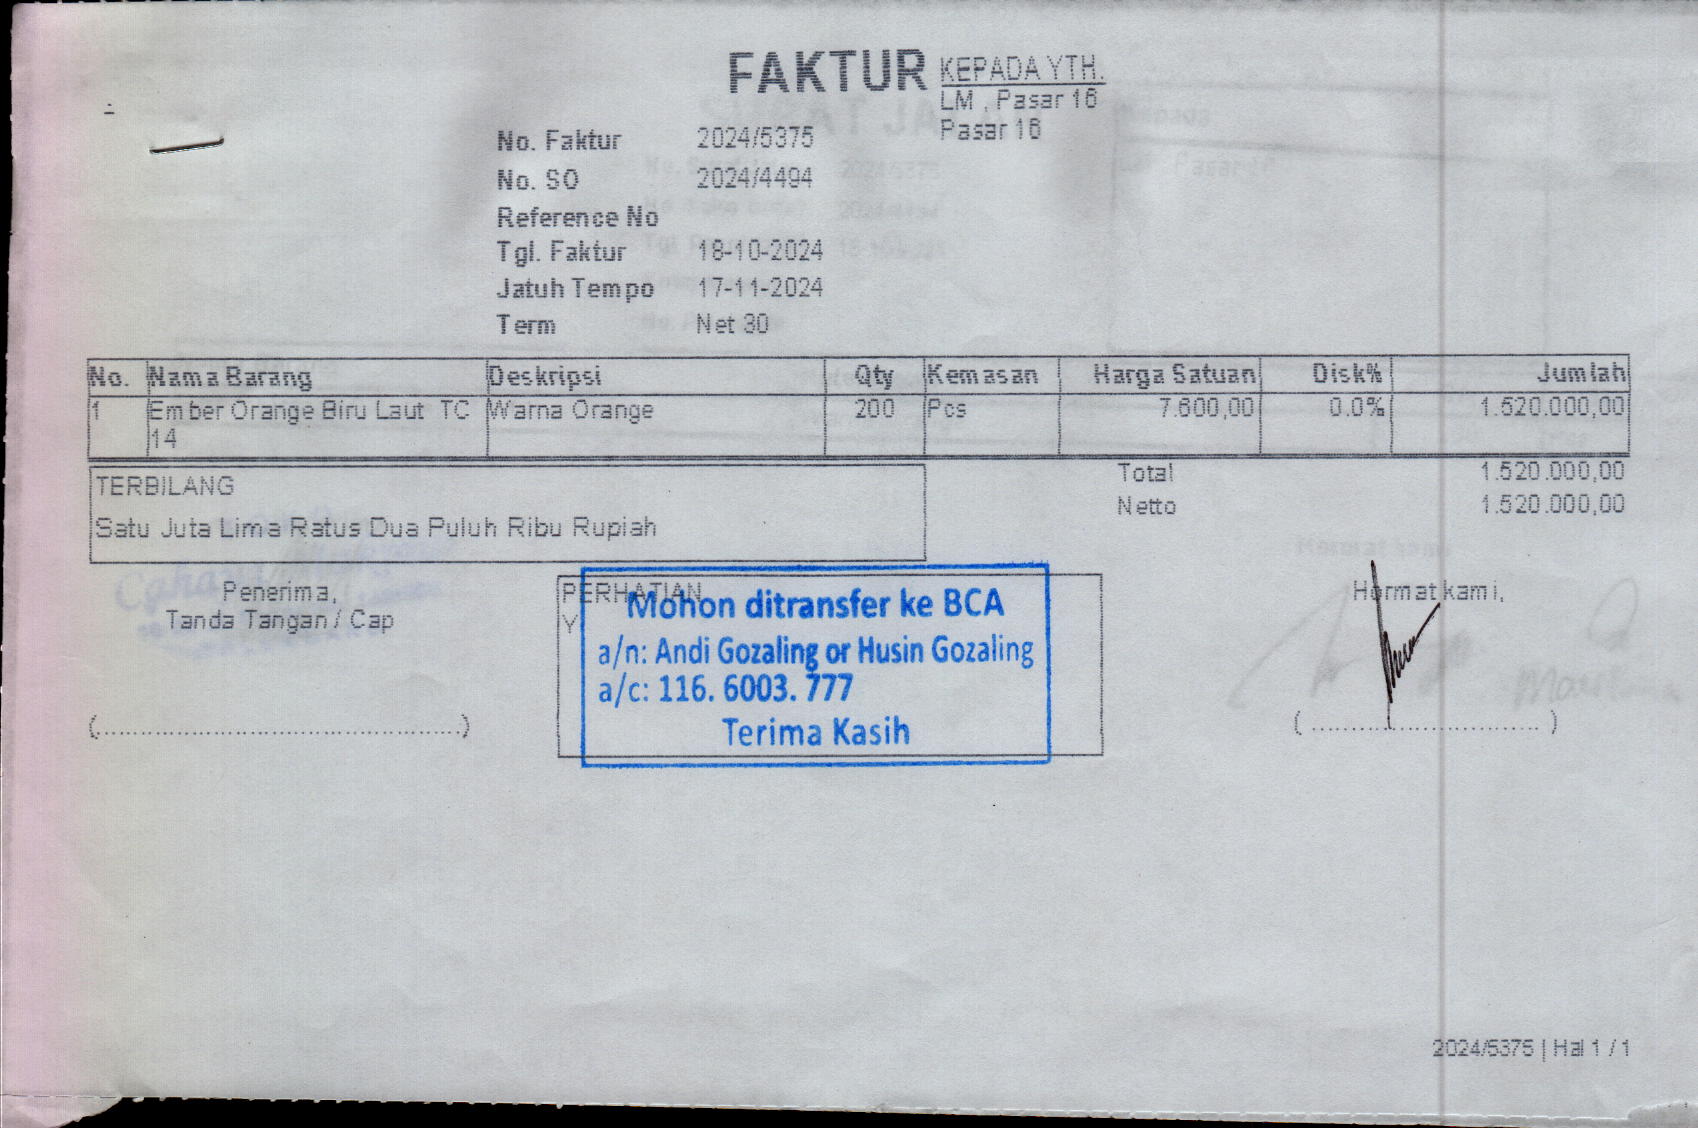 FAKTUR
KEPADA YTH.
LM , Pasar 16
Pasar 16
No. Faktur 2024/5375
No. SO 2024/4494
Reference No
Tgl. Faktur 18-10-2024
Jatuh Tempo 17-11-2024
Term Net 30
No. Nama Barang Deskripsi Qty Kemasan Harga Satuan Disk% Jumlah
1 Ember Orange Biru Laut TC Warna Orange 200 Pcs 7.600,00 0.0% 1.520.000,00
14
Total 1.520.000,00
Netto 1.520.000,00
TERBILANG
Satu Juta Lima Ratus Dua Puluh Ribu Rupiah
Penerima,
Tanda Tangan / Cap
(............................................)
PERHATIAN
Y
Mohon ditransfer ke BCA
a/n: Andi Gozaling or Husin Gozaling
a/c: 116. 6003. 777
Terima Kasih
Hormat kami,
( ............................ )
2024/5375 | Hal 1 / 1